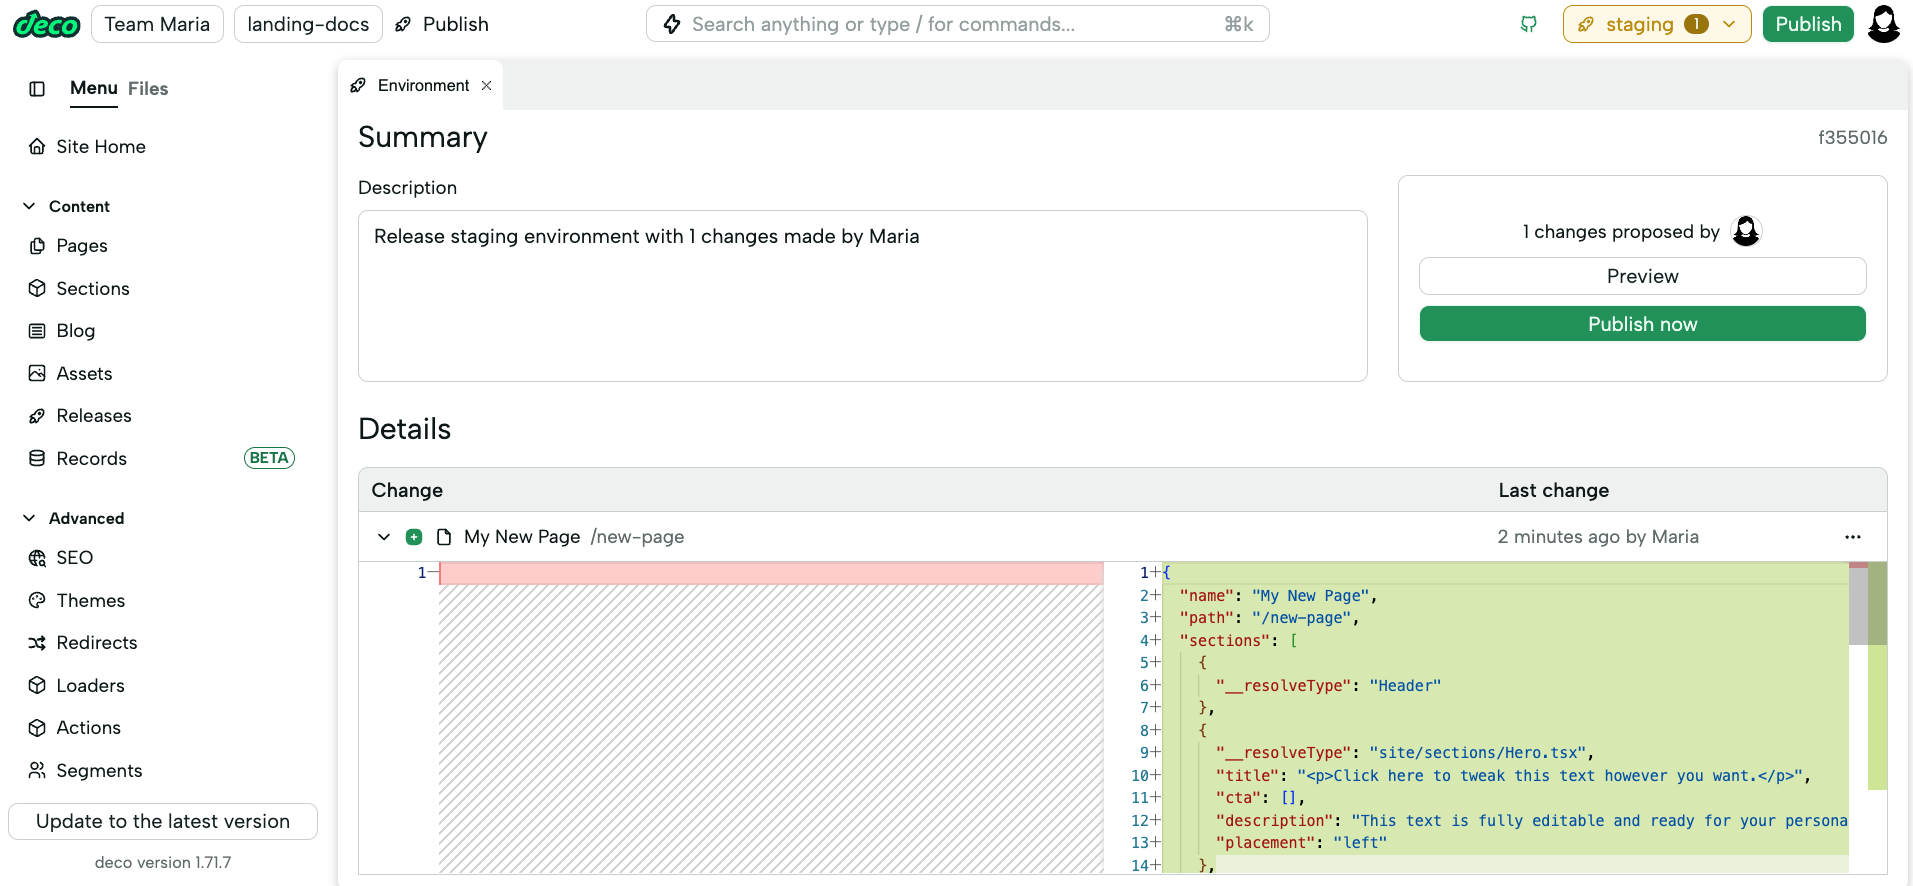 deco Team Maria landing-docs Publish Search anything or type / for commands... ⌘k staging 1 Publish
Menu Files
Site Home
Content
Pages
Sections
Blog
Assets
Releases
Records BETA
Advanced
SEO
Themes
Redirects
Loaders
Actions
Segments
Update to the latest version
deco version 1.71.7
Environment
Summary f355016
Description
Release staging environment with 1 changes made by Maria
1 changes proposed by
Preview
Publish now
Details
Change Last change
My New Page /new-page 2 minutes ago by Maria
1—
1+ {
2+ "name": "My New Page",
3+ "path": "/new-page",
4+ "sections": [
5+ {
6+ "__resolveType": "Header"
7+ },
8+ {
9+ "__resolveType": "site/sections/Hero.tsx",
10+ "title": "<p>Click here to tweak this text however you want.</p>",
11+ "cta": [],
12+ "description": "This text is fully editable and ready for your persona
13+ "placement": "left"
14+ },